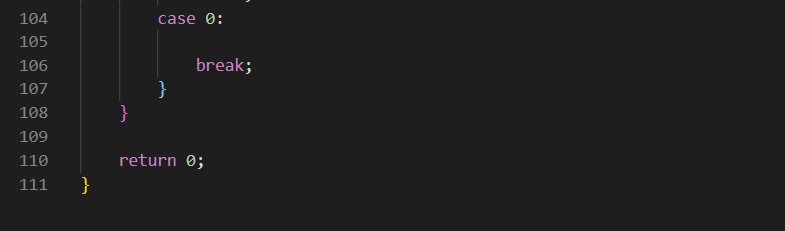 104 case 0:
105
106 break;
107 }
108 }
109
110 return 0;
111 }